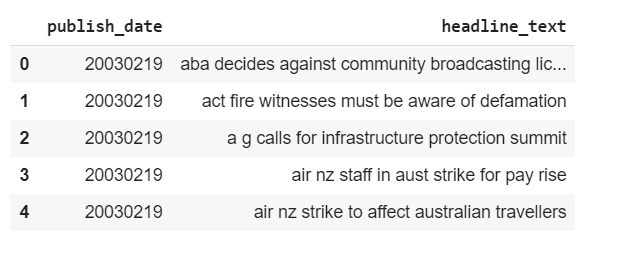 publish_date headline_text
0 20030219 aba decides against community broadcasting lic...
1 20030219 act fire witnesses must be aware of defamation
2 20030219 a g calls for infrastructure protection summit
3 20030219 air nz staff in aust strike for pay rise
4 20030219 air nz strike to affect australian travellers